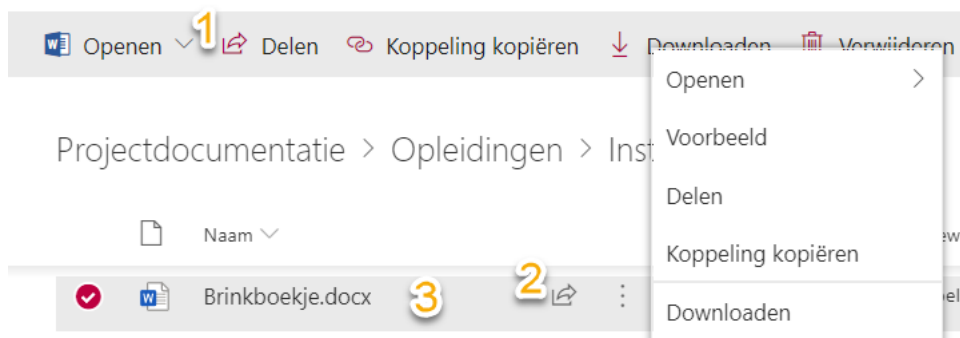 1
Openen Delen Koppeling kopiëren Downloaden Verwijderen
Openen
Projectdocumentatie > Opleidingen > Inst
Voorbeeld
Delen
Naam
Koppeling kopiëren
W Brinkboekje.docx 3 2
Downloaden